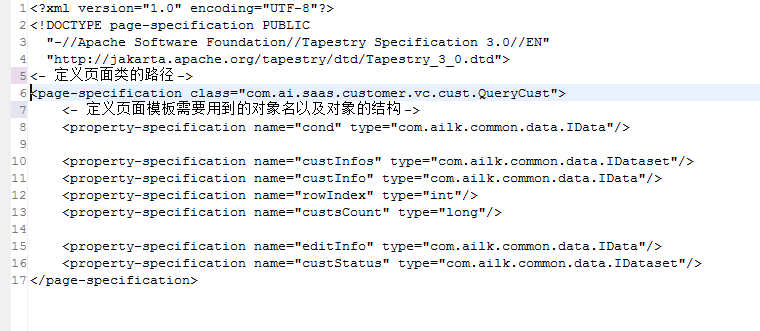 1 <?xml version="1.0" encoding="UTF-8"?>
2 <!DOCTYPE page-specification PUBLIC
3 "-//Apache Software Foundation//Tapestry Specification 3.0//EN"
4 "http://jakarta.apache.org/tapestry/dtd/Tapestry_3_0.dtd">
5 <- 定义页面类的路径->
6 <page-specification class="com.ai.saas.customer.vc.cust.QueryCust">
7 <- 定义页面模板需要用到的对象名以及对象的结构->
8 <property-specification name="cond" type="com.ailk.common.data.IData"/>
9
10 <property-specification name="custInfos" type="com.ailk.common.data.IDataset"/>
11 <property-specification name="custInfo" type="com.ailk.common.data.IData"/>
12 <property-specification name="rowIndex" type="int"/>
13 <property-specification name="custsCount" type="long"/>
14
15 <property-specification name="editInfo" type="com.ailk.common.data.IData"/>
16 <property-specification name="custStatus" type="com.ailk.common.data.IDataset"/>
17 </page-specification>